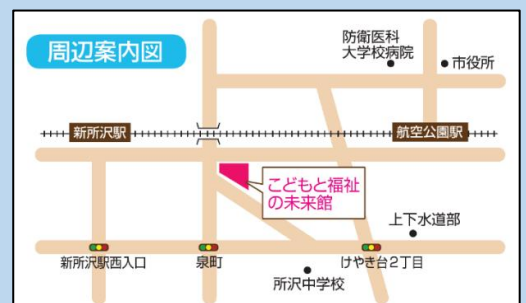 周辺案内図
防衛医科
大学校病院
市役所
新所沢駅
航空公園駅
こどもと福祉
の未来館
上下水道部
新所沢駅西入口
泉町
けやき台2丁目
所沢中学校